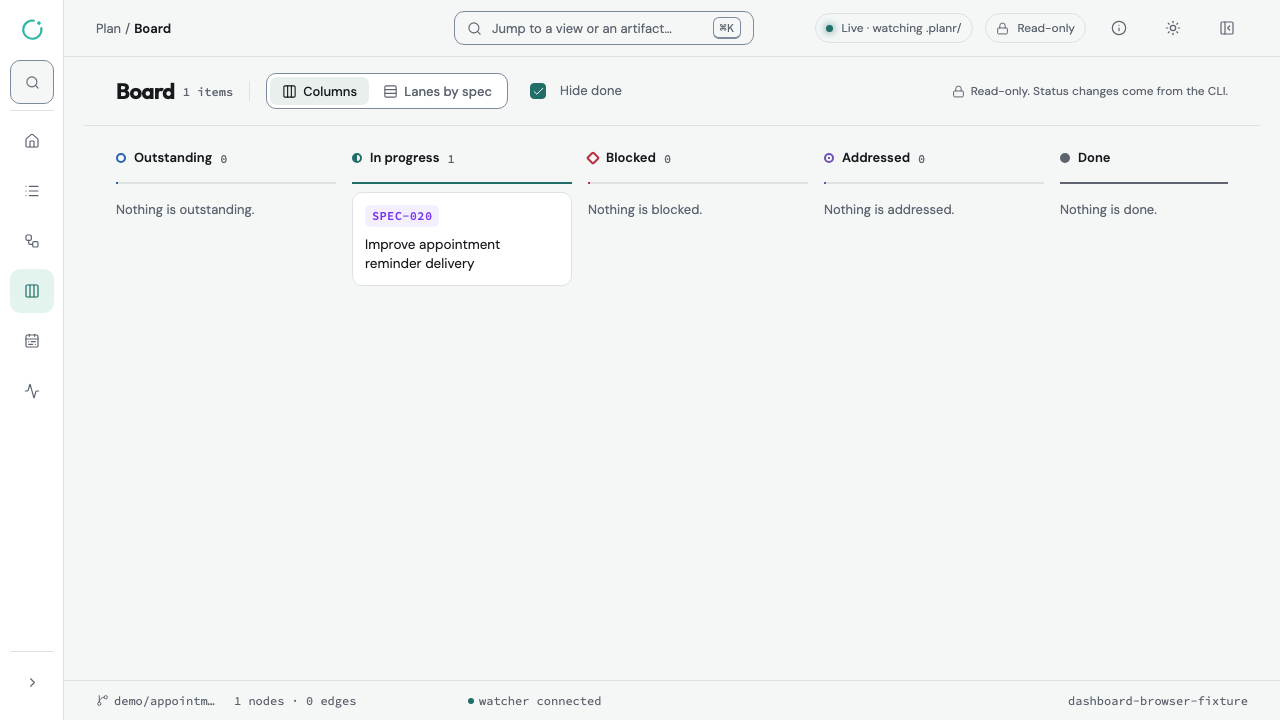 Plan / Board
Jump to a view or an artifact… ⌘K
Live · watching .planr/
Read-only
Board 1 items
Columns
Lanes by spec
Hide done
Read-only. Status changes come from the CLI.
Outstanding 0
In progress 1
Blocked 0
Addressed 0
Done
Nothing is outstanding.
SPEC-020
Improve appointment
reminder delivery
Nothing is blocked.
Nothing is addressed.
Nothing is done.
demo/appointm…
1 nodes · 0 edges
watcher connected
dashboard-browser-fixture